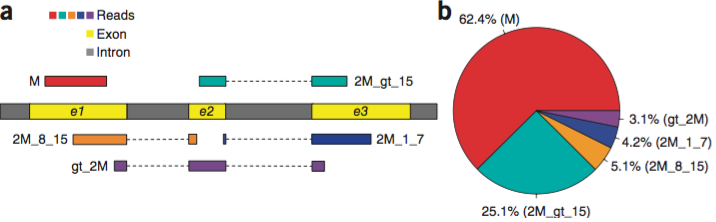 a
Reads
Exon
Intron
M
2M_gt_15
e1
e2
e3
2M_8_15
2M_1_7
gt_2M
b
62.4% (M)
3.1% (gt_2M)
4.2% (2M_1_7)
5.1% (2M_8_15)
25.1% (2M_gt_15)